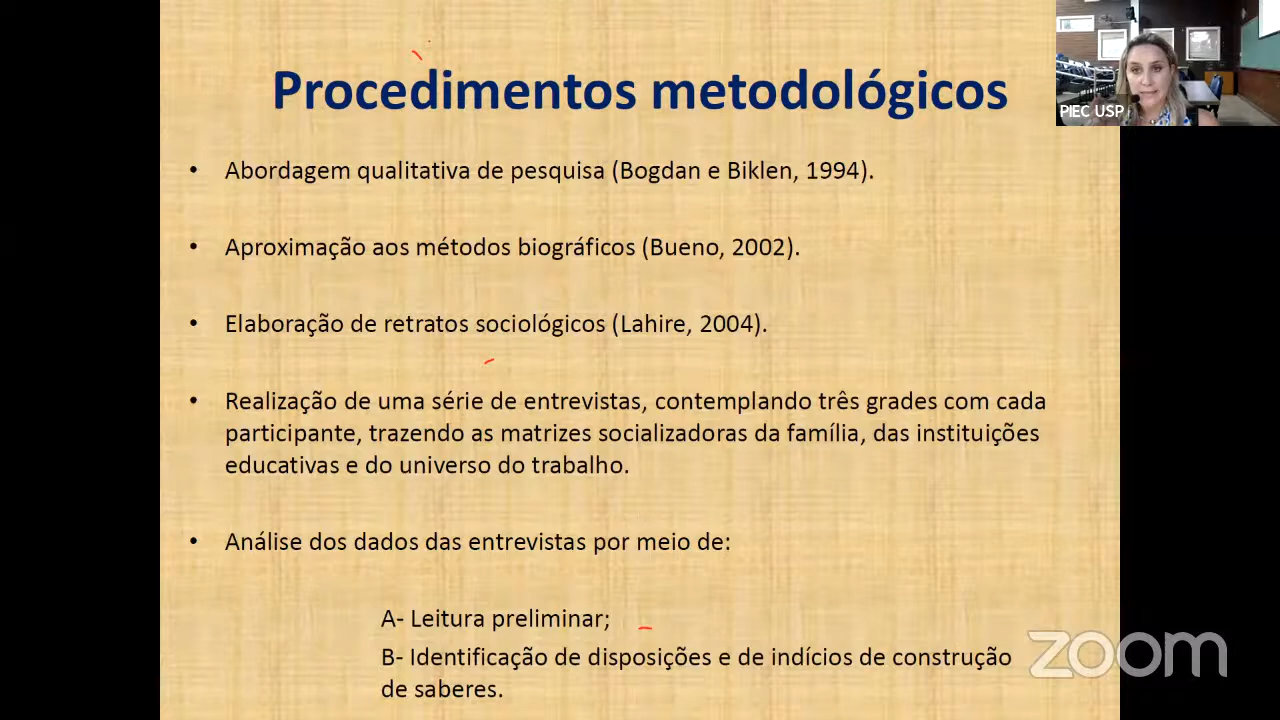 Procedimentos metodológicos
PIEC USP
• Abordagem qualitativa de pesquisa (Bogdan e Biklen, 1994).
• Aproximação aos métodos biográficos (Bueno, 2002).
• Elaboração de retratos sociológicos (Lahire, 2004).
• Realização de uma série de entrevistas, contemplando três grades com cada
participante, trazendo as matrizes socializadoras da família, das instituições
educativas e do universo do trabalho.
• Análise dos dados das entrevistas por meio de:
A- Leitura preliminar;
B- Identificação de disposições e de indícios de construção
de saberes.
zoom